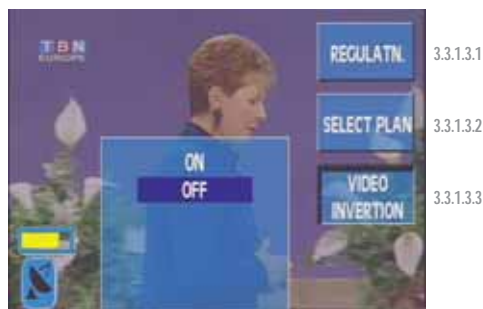 TBN
EUROPE
REGULATN.
3.3.1.3.1
SELECT PLAN
3.3.1.3.2
ON
OFF
VIDEO
INVERTION
3.3.1.3.3